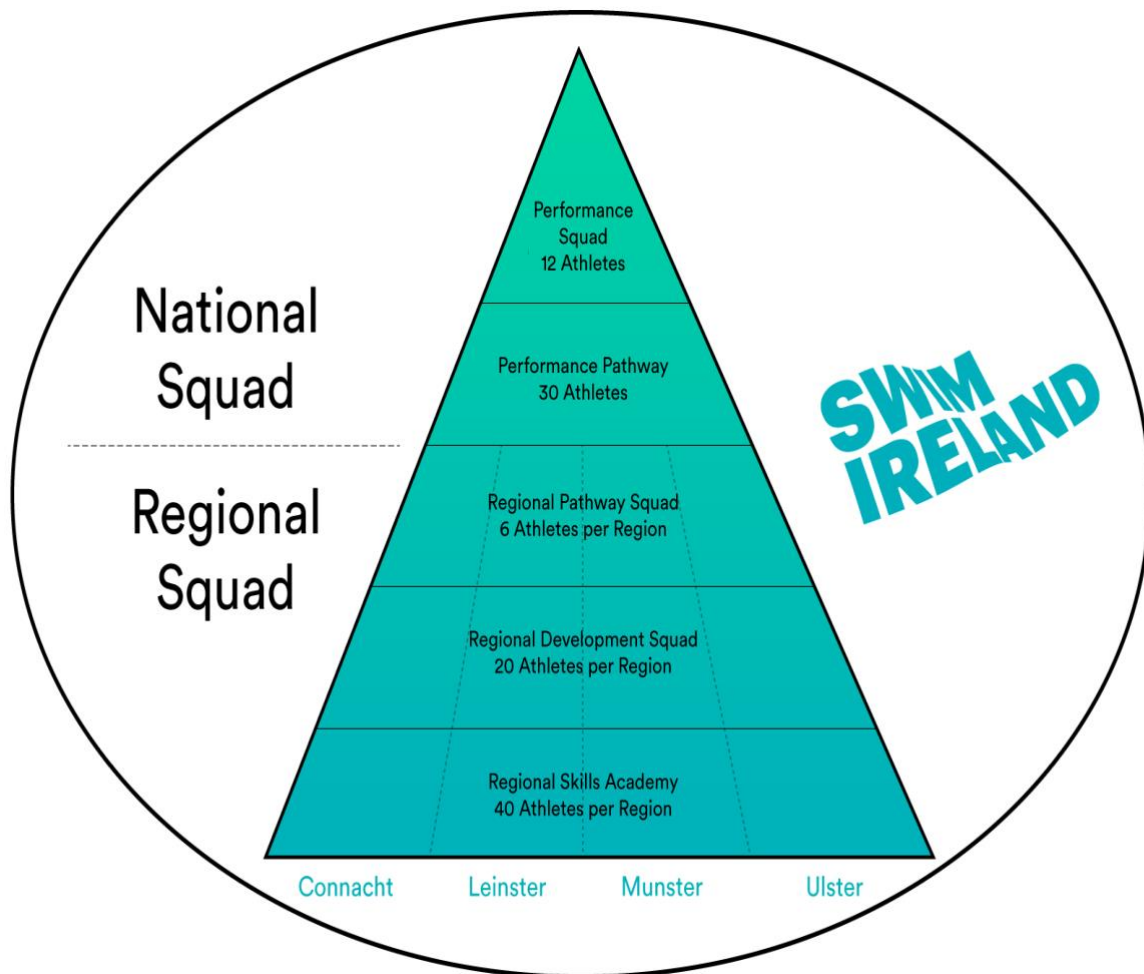 Performance
Squad
12 Athletes
National
Squad
Performance Pathway
30 Athletes
SWIM
IRELAND
Regional
Squad
Regional Pathway Squad
6 Athletes per Region
Regional Development Squad
20 Athletes per Region
Regional Skills Academy
40 Athletes per Region
Connacht
Leinster
Munster
Ulster